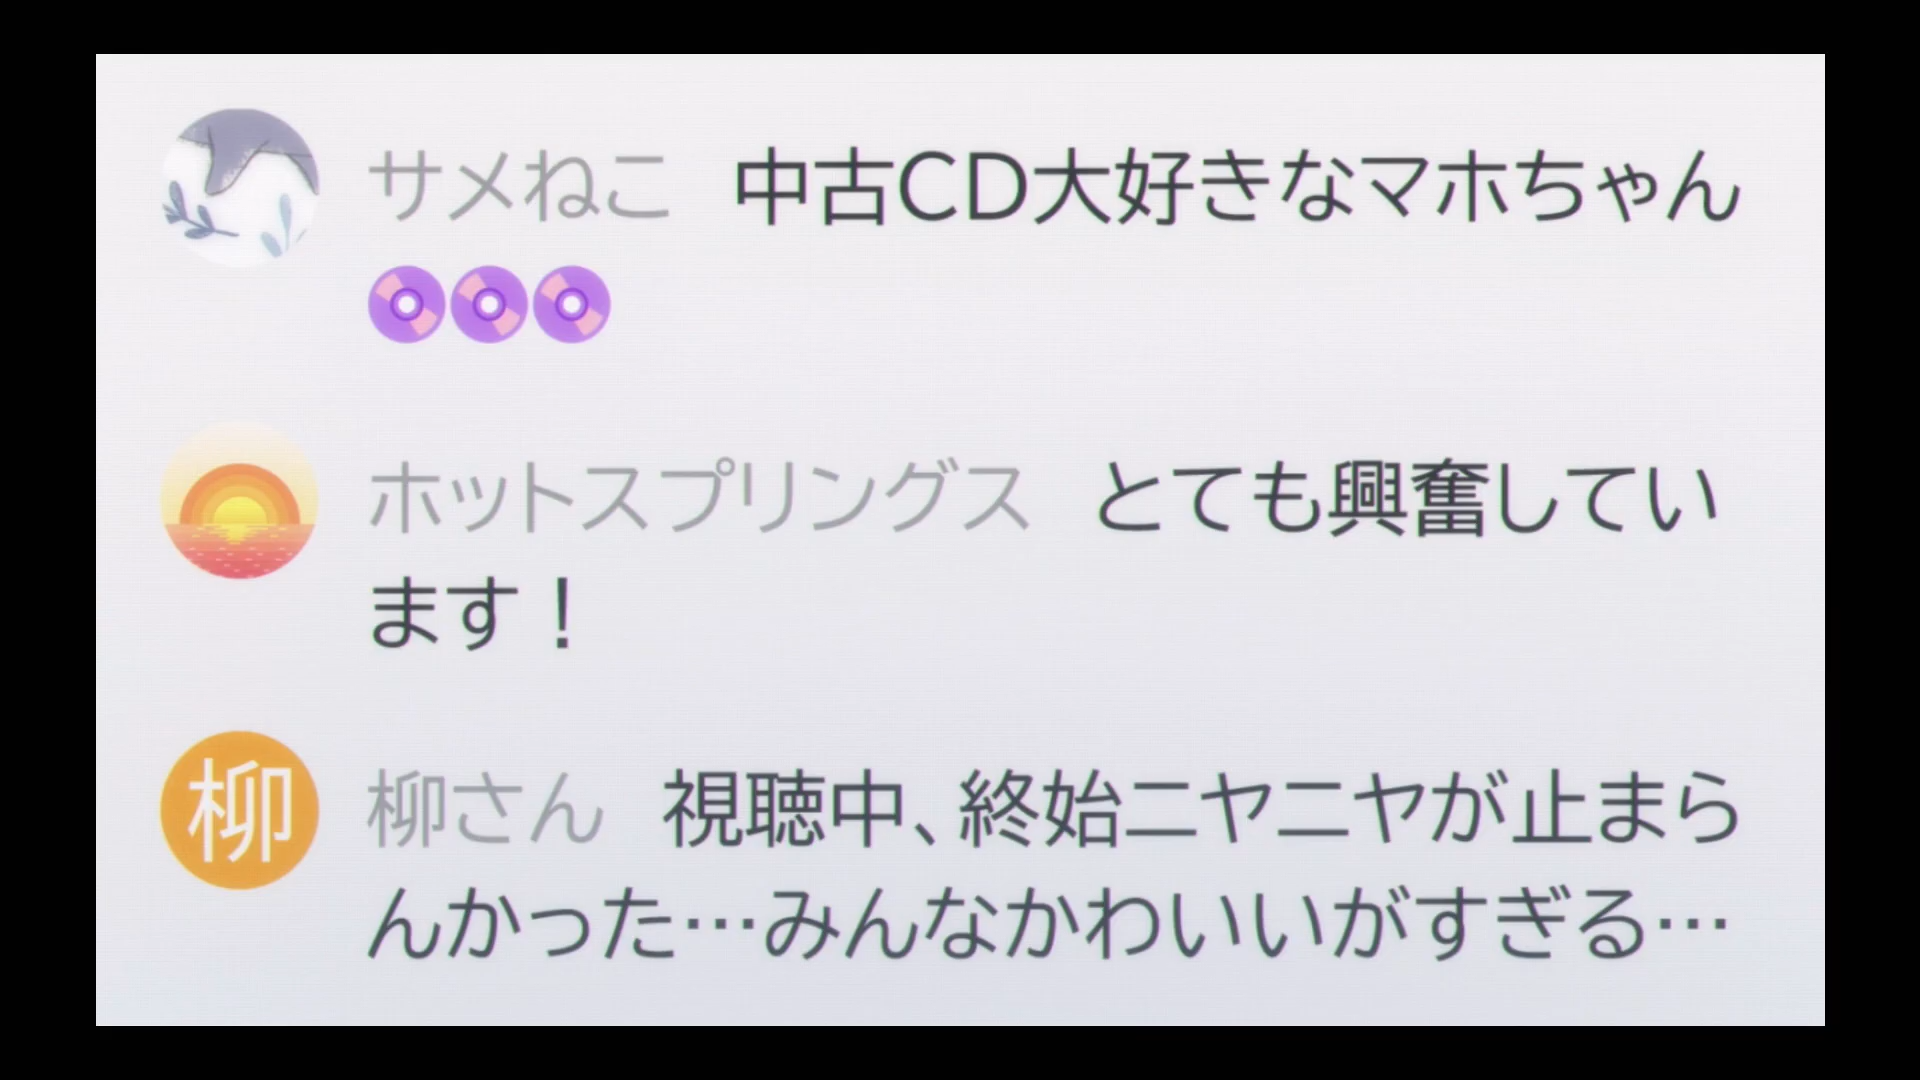 サメねこ 中古CD大好きなマホちゃん
ホットスプリングス とても興奮してい
ます！
柳 柳さん 視聴中、終始ニヤニヤが止まら
んかった…みんなかわいいがすぎる…